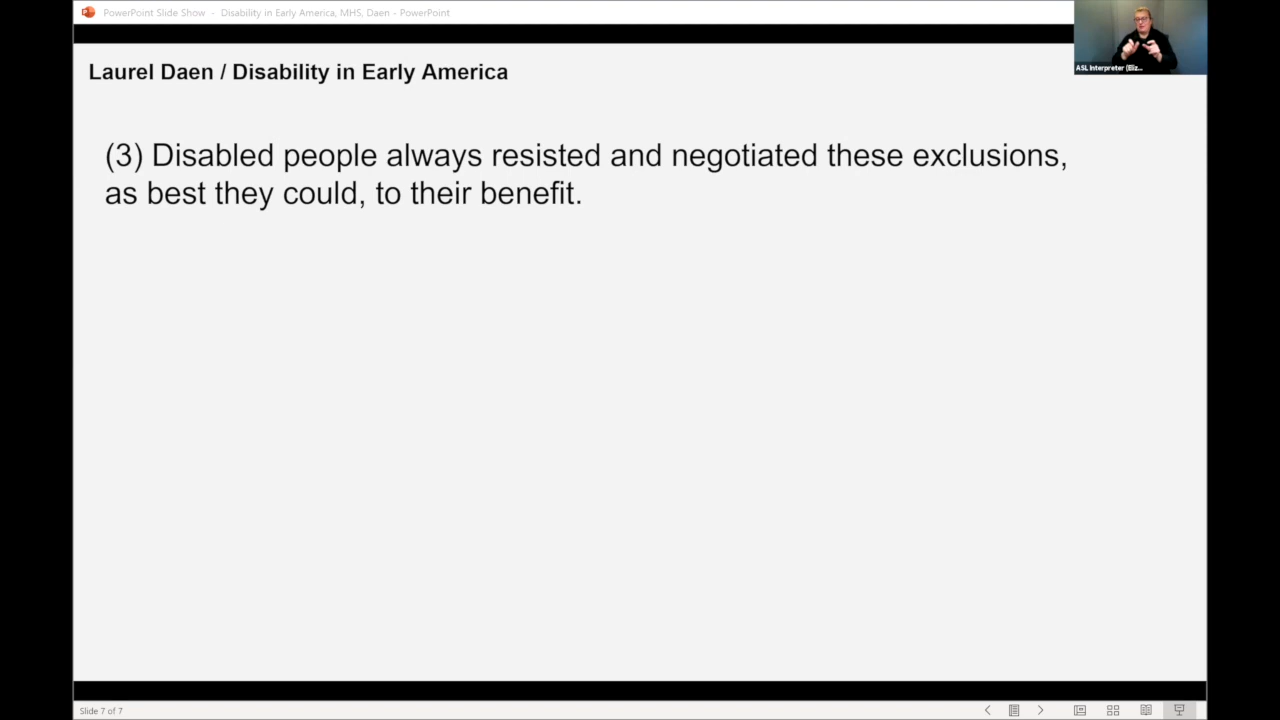 PowerPoint Slide Show - Disability in Early America, MHS, Daen - PowerPoint
ASL Interpreter (Eliz...
Laurel Daen / Disability in Early America
(3) Disabled people always resisted and negotiated these exclusions,
as best they could, to their benefit.
Slide 7 of 7